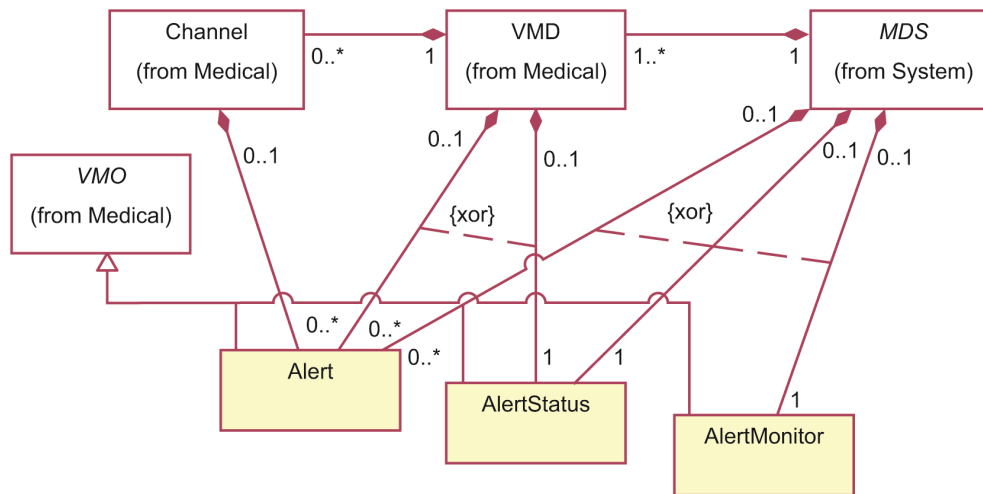 Channel
(from Medical)
VMD
(from Medical)
MDS
(from System)
0..*
1
1..*
1
0..1
0..1
0..1
0..1
0..1
0..1
VMO
(from Medical)
{xor}
{xor}
0..*
0..*
0..*
1
1
1
Alert
AlertStatus
AlertMonitor